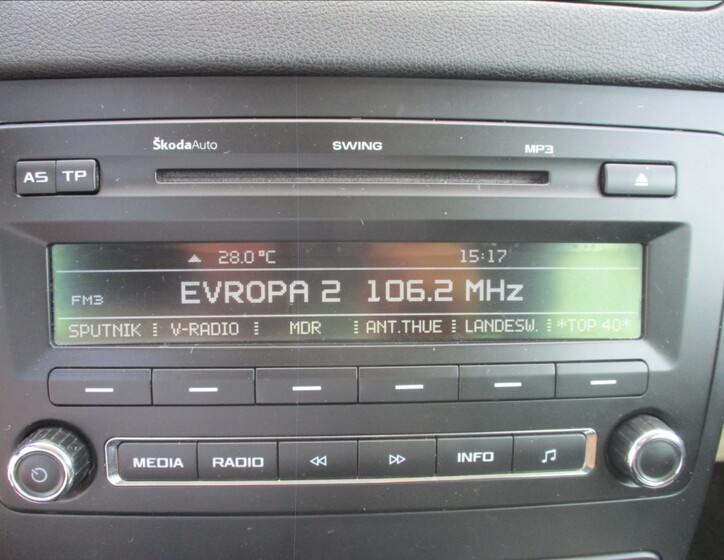 ŠkodaAuto SWING MP3
AS TP
28.0°C 15:17
FM3 EVROPA 2 106.2 MHz
SPUTNIK V-RADIO MDR ANT.THUE LANDESW. *TOP 40*
MEDIA RADIO INFO